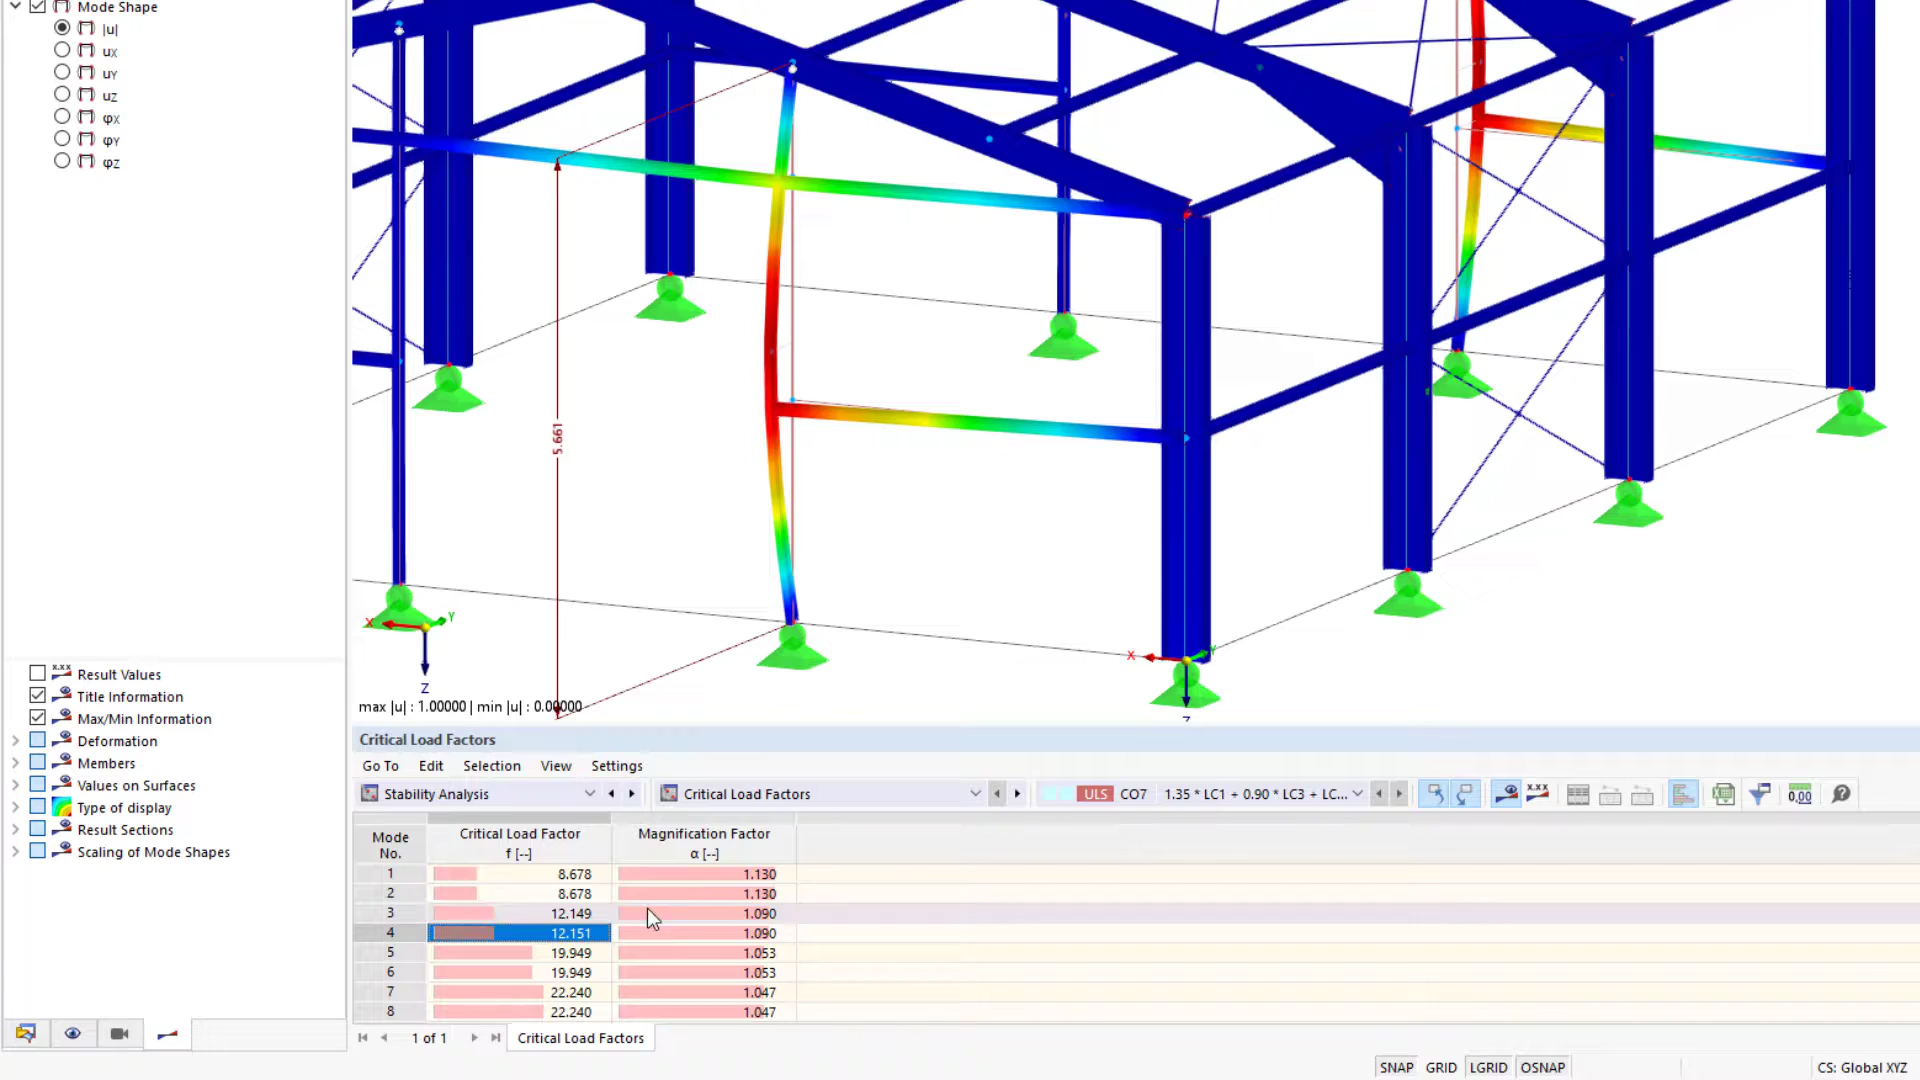 Mode Shape
|u|
uX
uY
uZ
φX
φY
φZ
5.661
X
Y
Z
X
Y
Z
max |u| : 1.00000 | min |u| : 0.00000
x.xx Result Values
Title Information
Max/Min Information
Deformation
Members
Values on Surfaces
Type of display
Result Sections
Scaling of Mode Shapes
Critical Load Factors
Go To Edit Selection View Settings
Stability Analysis Critical Load Factors ULS CO7 1.35 * LC1 + 0.90 * LC3 + LC... x.xx 0,00
Mode No. Critical Load Factor f [--] Magnification Factor α [--]
1 8.678 1.130
2 8.678 1.130
3 12.149 1.090
4 12.151 1.090
5 19.949 1.053
6 19.949 1.053
7 22.240 1.047
8 22.240 1.047
1 of 1 Critical Load Factors
SNAP GRID LGRID OSNAP CS: Global XYZ